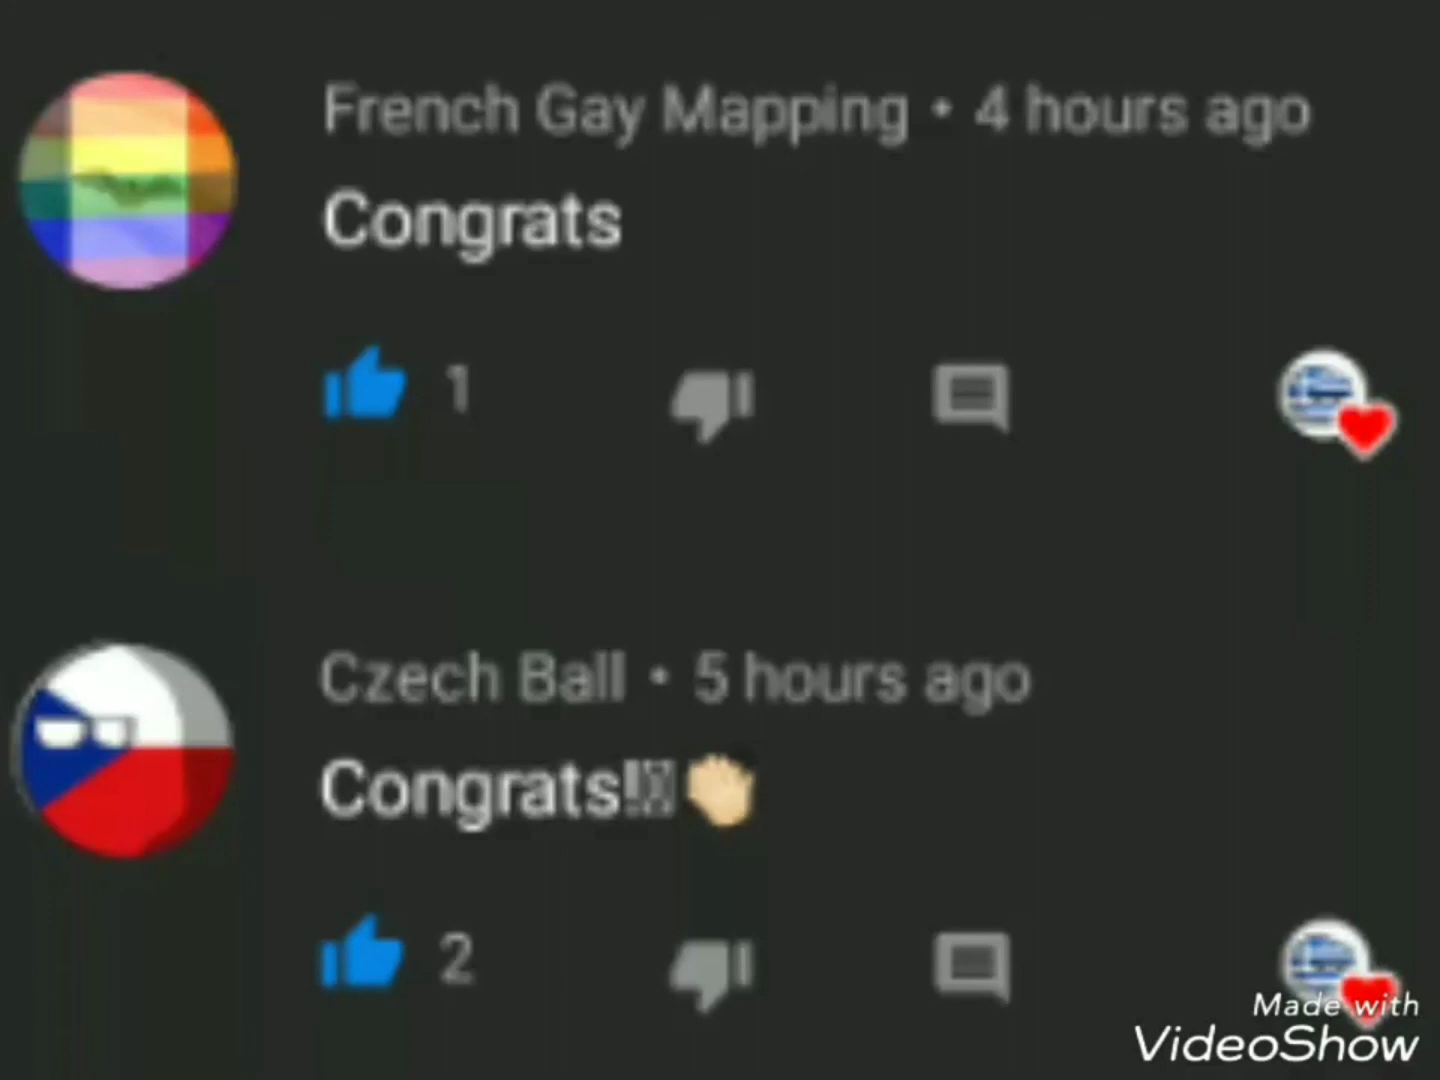 French Gay Mapping • 4 hours ago
Congrats
1
Czech Ball • 5 hours ago
Congrats!👏🏻
2
Made with
VideoShow